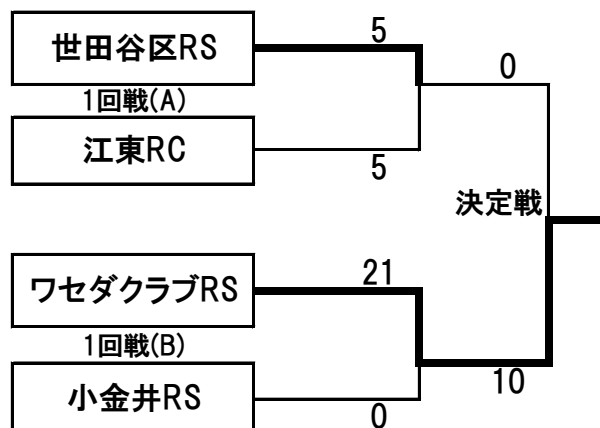 世田谷区RS
5
0
1回戦(A)
江東RC
5
決定戦
ワセダクラブRS
21
1回戦(B)
10
小金井RS
0